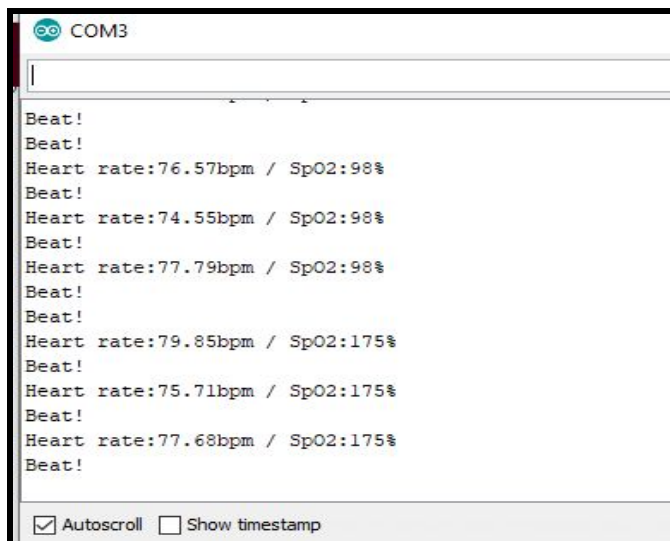 COM3
Beat!
Beat!
Heart rate:76.57bpm / SpO2:98%
Beat!
Heart rate:74.55bpm / SpO2:98%
Beat!
Heart rate:77.79bpm / SpO2:98%
Beat!
Beat!
Heart rate:79.85bpm / SpO2:175%
Beat!
Heart rate:75.71bpm / SpO2:175%
Beat!
Heart rate:77.68bpm / SpO2:175%
Beat!
Autoscroll Show timestamp